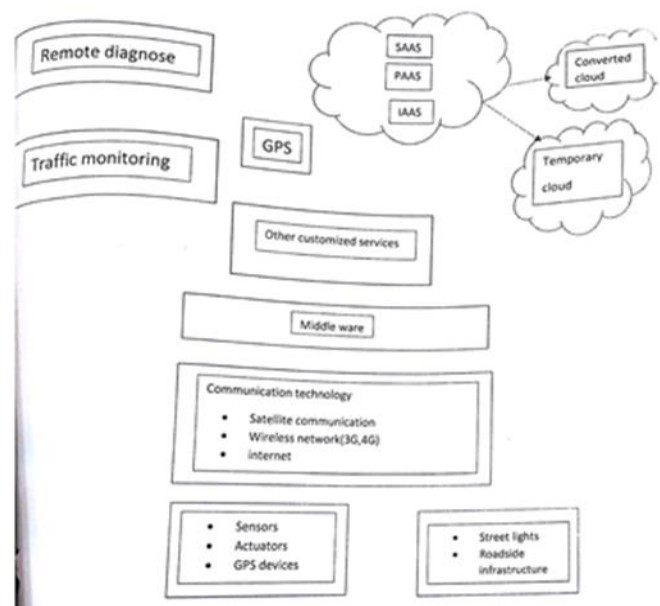 Remote diagnose
SAAS
PAAS
IAAS
Converted
cloud
Traffic monitoring
GPS
Temporary
cloud
Other customized services
Middle ware
Communication technology
• Satellite communication
• Wireless network(3G,4G)
• internet
• Sensors
• Actuators
• GPS devices
• Street lights
• Roadside
infrastructure